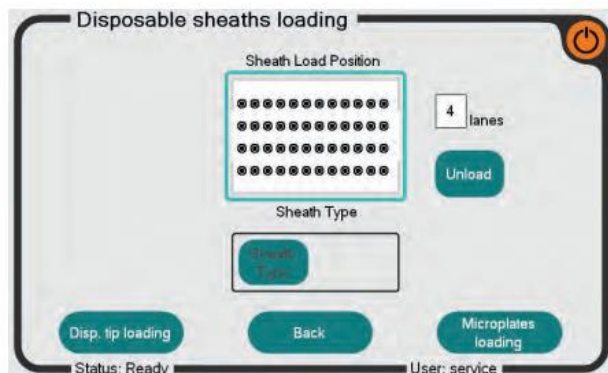 Disposable sheaths loading
Sheath Load Position
4 lanes
Unload
Sheath Type
Sheath
Type
Disp. tip loading
Back
Microplates
loading
Status: Ready
User: service